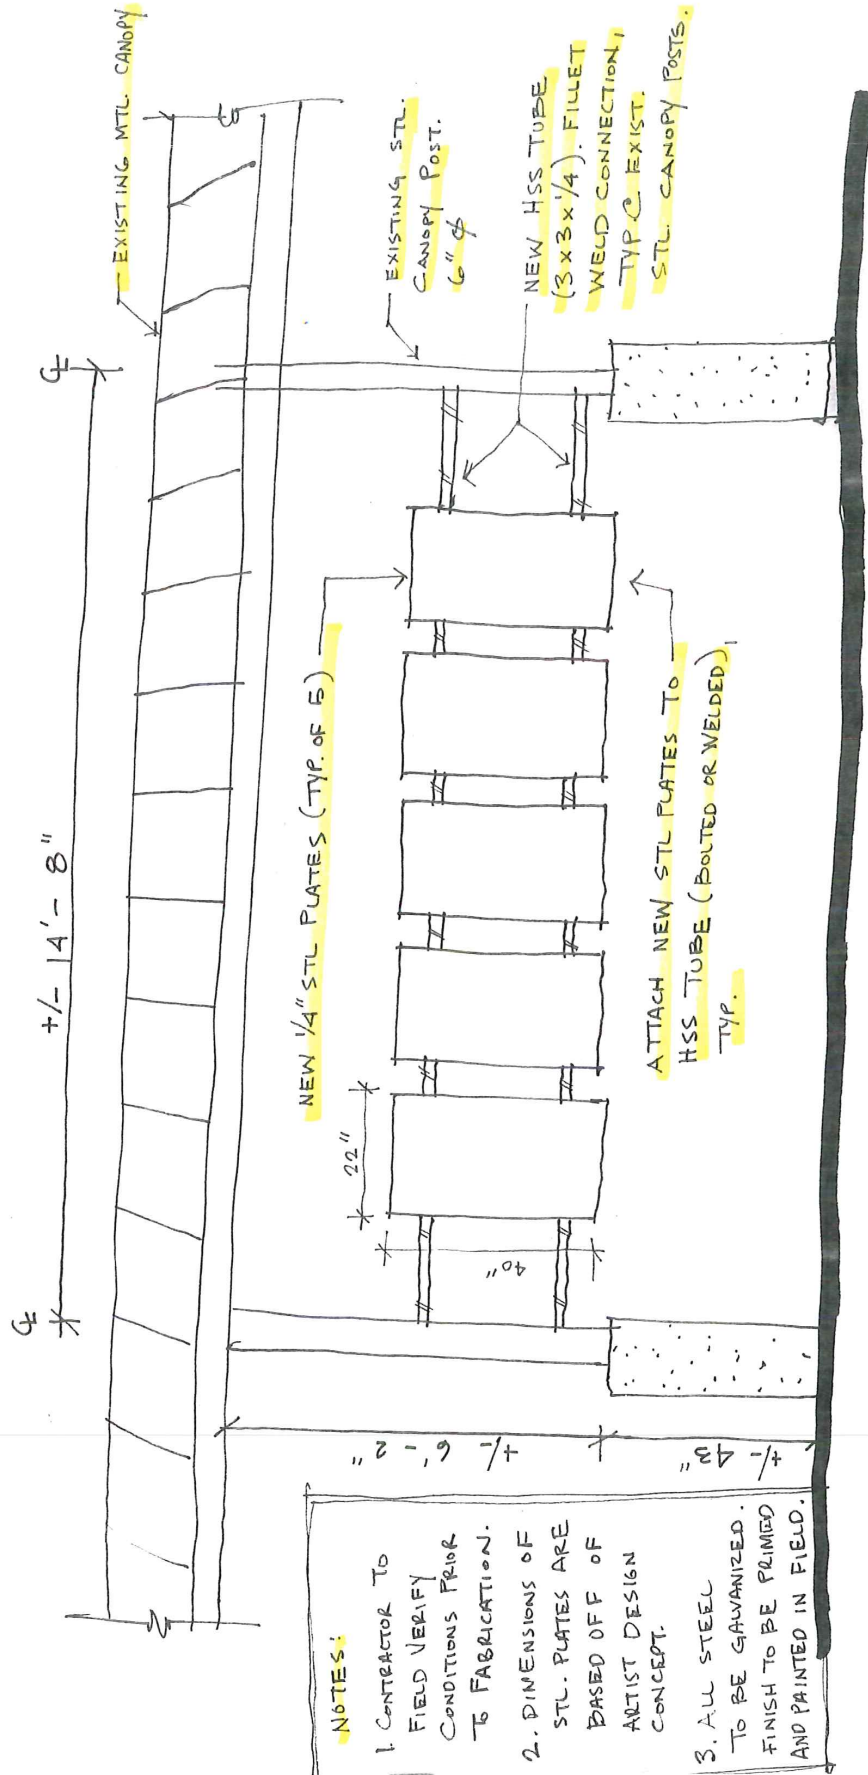 EXISTING MTL. CANOPY
℄
℄
+/- 14'- 8"
EXISTING STL.
CANOPY POST.
6" ϕ
NEW HSS TUBE
(3 x 3 x 1/4). FILLET
WELD CONNECTION,
TYP. C EXIST.
STL. CANOPY POSTS.
NEW 1/4" STL PLATES (TYP. OF 5)
ATTACH NEW STL PLATES TO
HSS TUBE (BOLTED OR WELDED),
TYP.
22"
40"
+/- 6'- 2"
+/- 43"
NOTES:
1. CONTRACTOR TO
FIELD VERIFY
CONDITIONS PRIOR
TO FABRICATION.
2. DIMENSIONS OF
STL. PLATES ARE
BASED OFF OF
ARTIST DESIGN
CONCEPT.
3. ALL STEEL
TO BE GALVANIZED.
FINISH TO BE PRIMED
AND PAINTED IN FIELD.